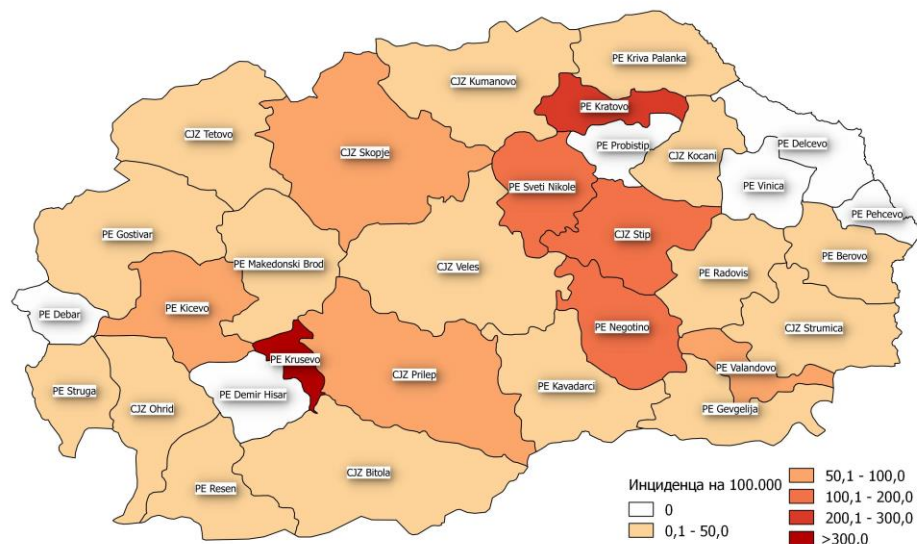 PE Kriva Palanka
CJZ Kumanovo
PE Kratovo
CJZ Tetovo
CJZ Skopje
PE Probistip
PE Delcevo
CJZ Kocani
PE Sveti Nikole
PE Vinica
PE Pehcevo
PE Gostivar
CJZ Stip
PE Makedonski Brod
CJZ Veles
PE Berovo
PE Radovis
PE Kicevo
PE Debar
PE Negotino
CJZ Strumica
PE Krusevo
PE Valandovo
CJZ Prilep
PE Struga
PE Demir Hisar
PE Kavadarci
CJZ Ohrid
PE Gevgelija
CJZ Bitola
PE Resen
Инциденца на 100.000
0
0,1 - 50,0
50,1 - 100,0
100,1 - 200,0
200,1 - 300,0
>300,0